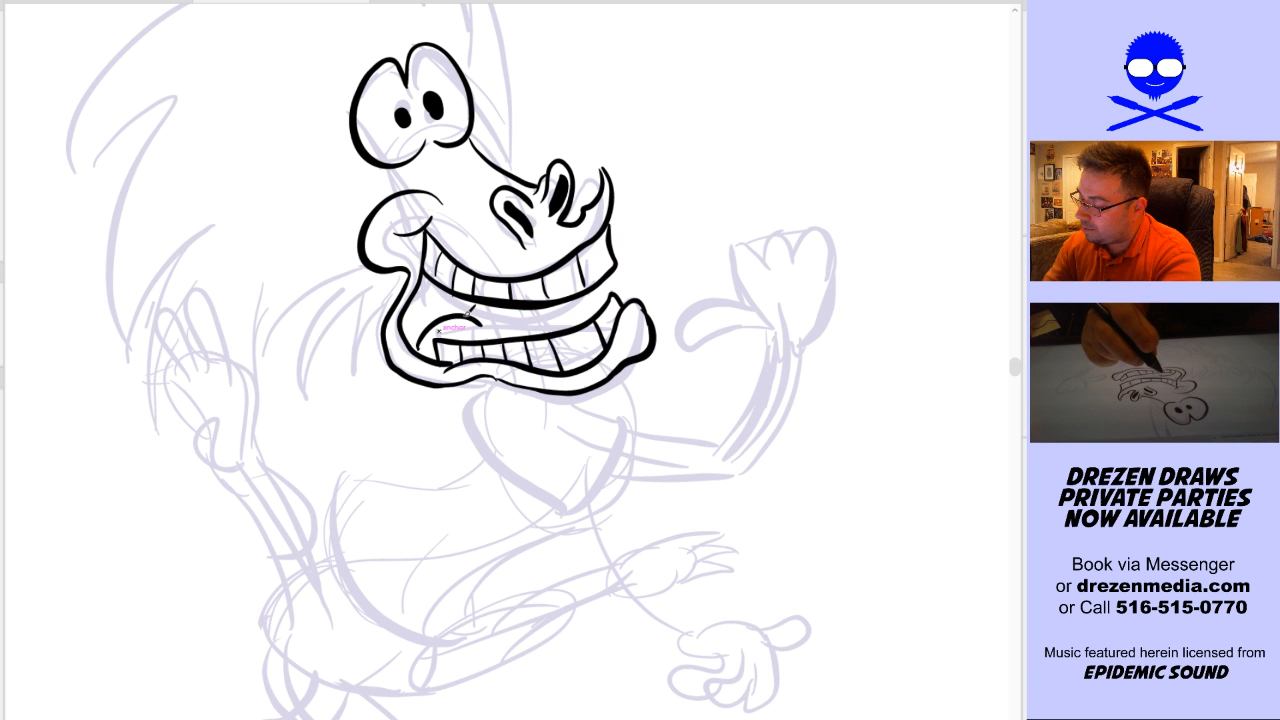 anchor
DREZEN DRAWS
PRIVATE PARTIES
NOW AVAILABLE
Book via Messenger
or drezenmedia.com
or Call 516-515-0770
Music featured herein licensed from
EPIDEMIC SOUND